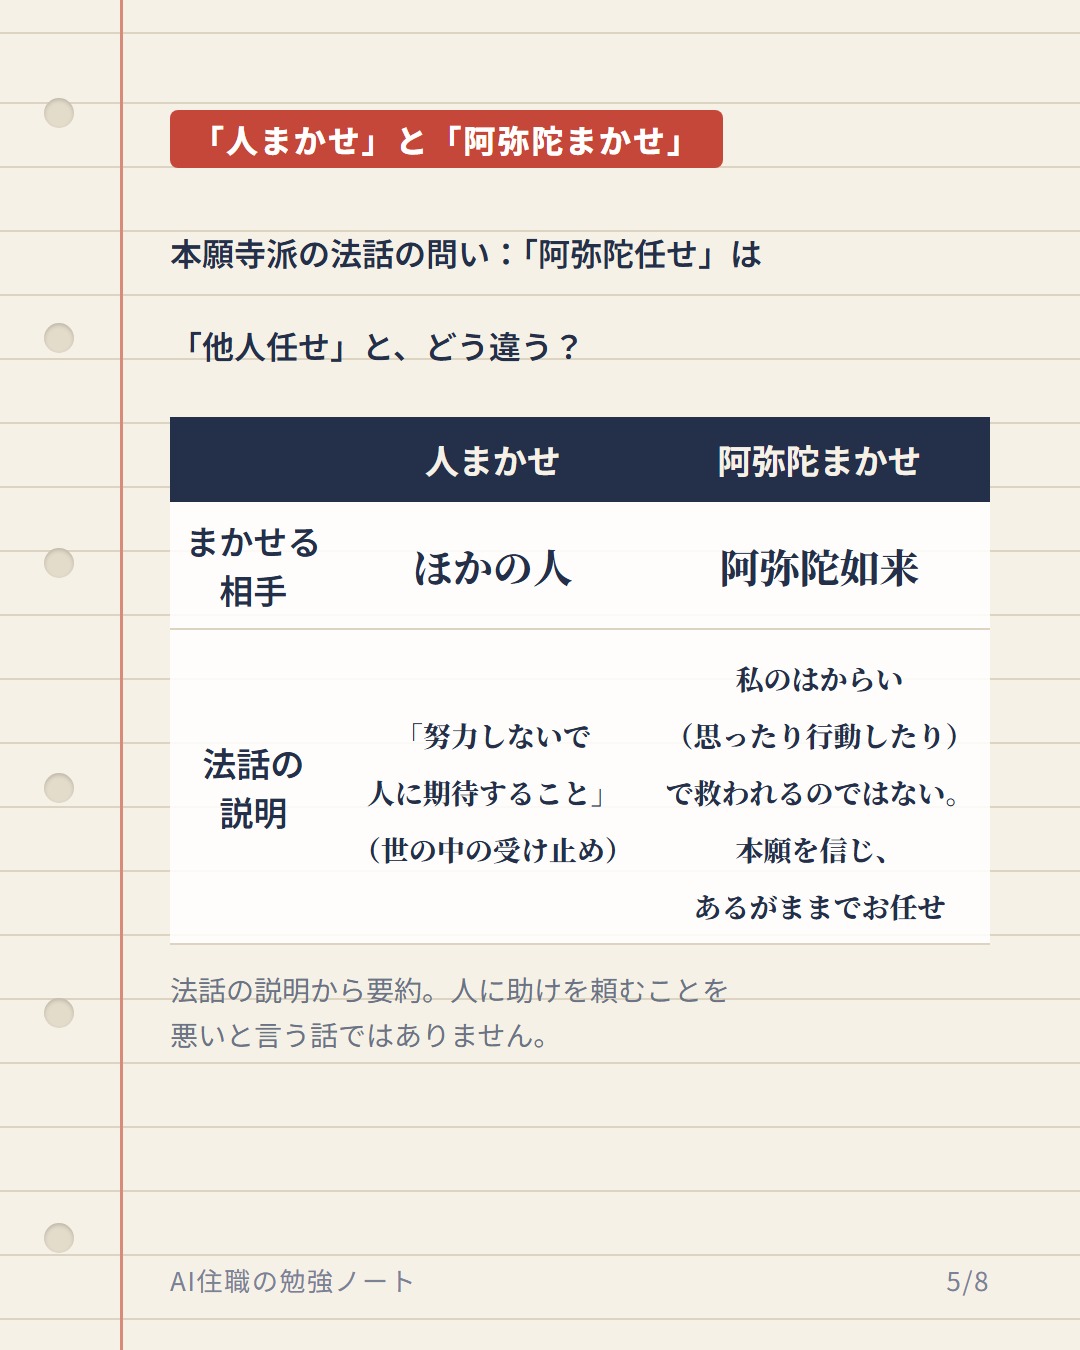 「人まかせ」と「阿弥陀まかせ」
本願寺派の法話の問い：「阿弥陀任せ」は
「他人任せ」と、どう違う？
人まかせ 阿弥陀まかせ
まかせる
相手
ほかの人
阿弥陀如来
法話の
説明
「努力しないで
人に期待すること」
（世の中の受け止め）
私のはからい
（思ったり行動したり）
で救われるのではない。
本願を信じ、
あるがままでお任せ
法話の説明から要約。人に助けを頼むことを
悪いと言う話ではありません。
AI住職の勉強ノート
5/8